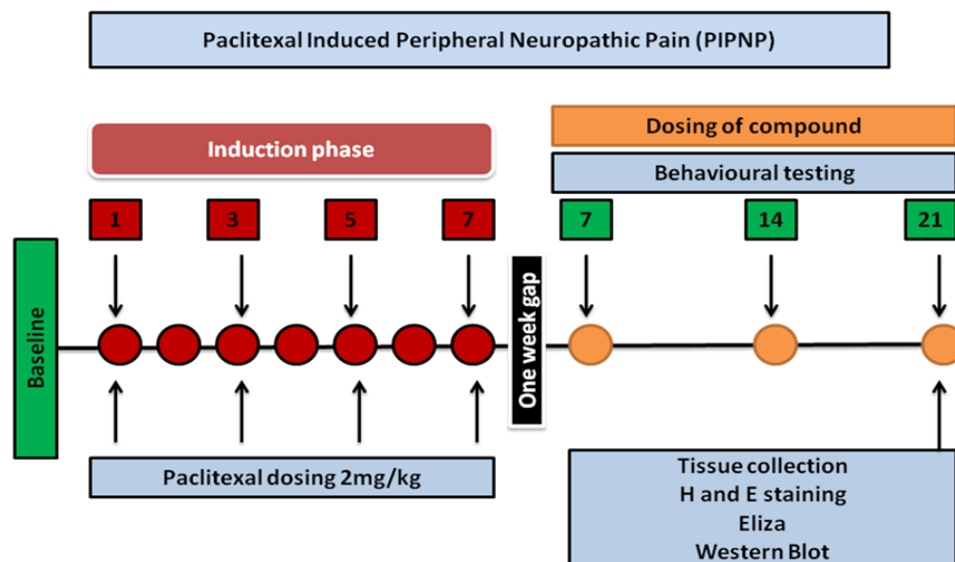 Paclitexal Induced Peripheral Neuropathic Pain (PIPNP)
Induction phase
Dosing of compound
Behavioural testing
1 3 5 7
7 14 21
Baseline
One week gap
Paclitexal dosing 2mg/kg
Tissue collection
H and E staining
Eliza
Western Blot